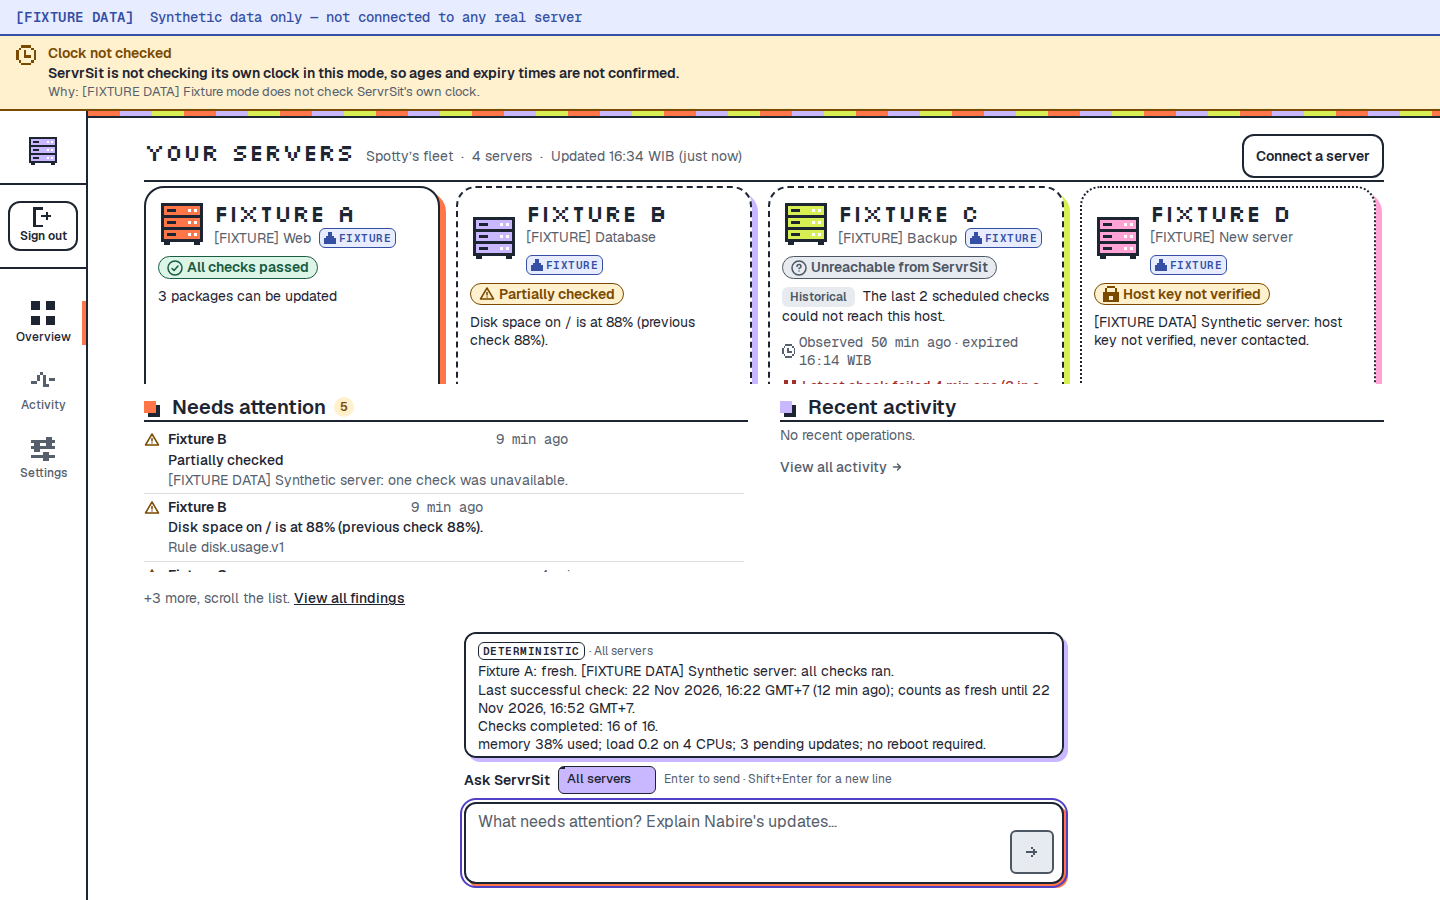 [FIXTURE DATA] Synthetic data only — not connected to any real server
Clock not checked
ServrSit is not checking its own clock in this mode, so ages and expiry times are not confirmed.
Why: [FIXTURE DATA] Fixture mode does not check ServrSit's own clock.
Sign out
Overview
Activity
Settings
YOUR SERVERS Spotty's fleet · 4 servers · Updated 16:34 WIB (just now)
Connect a server
FIXTURE A
[FIXTURE] Web FIXTURE
All checks passed
3 packages can be updated
FIXTURE B
[FIXTURE] Database
FIXTURE
Partially checked
Disk space on / is at 88% (previous
check 88%).
FIXTURE C
[FIXTURE] Backup FIXTURE
Unreachable from ServrSit
Historical The last 2 scheduled checks
could not reach this host.
Observed 50 min ago · expired
16:14 WIB
FIXTURE D
[FIXTURE] New server
FIXTURE
Host key not verified
[FIXTURE DATA] Synthetic server: host
key not verified, never contacted.
Needs attention 5
Fixture B 9 min ago
Partially checked
[FIXTURE DATA] Synthetic server: one check was unavailable.
Fixture B 9 min ago
Disk space on / is at 88% (previous check 88%).
Rule disk.usage.v1
+3 more, scroll the list. View all findings
Recent activity
No recent operations.
View all activity →
DETERMINISTIC · All servers
Fixture A: fresh. [FIXTURE DATA] Synthetic server: all checks ran.
Last successful check: 22 Nov 2026, 16:22 GMT+7 (12 min ago); counts as fresh until 22
Nov 2026, 16:52 GMT+7.
Checks completed: 16 of 16.
memory 38% used; load 0.2 on 4 CPUs; 3 pending updates; no reboot required.
Ask ServrSit All servers Enter to send · Shift+Enter for a new line
What needs attention? Explain Nabire's updates...